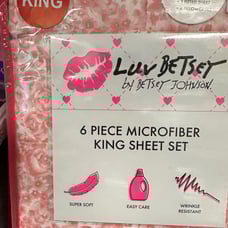 KING
LUV BETSEY
by BETSEY JOHNSON
6 PIECE MICROFIBER
KING SHEET SET
SUPER SOFT
EASY CARE
WRINKLE
RESISTANT